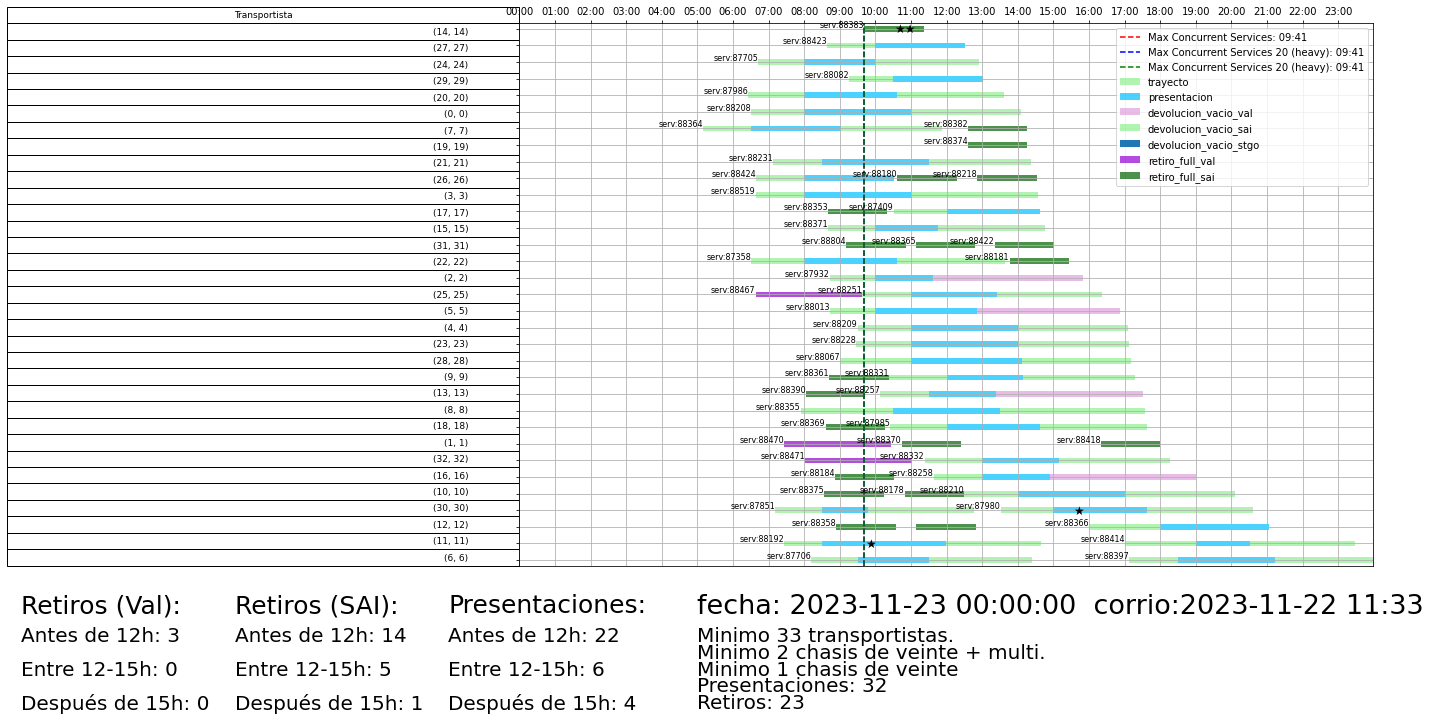 Transportista
00:00 01:00 02:00 03:00 04:00 05:00 06:00 07:00 08:00 09:00 10:00 11:00 12:00 13:00 14:00 15:00 16:00 17:00 18:00 19:00 20:00 21:00 22:00 23:00
(14, 14) serv:88383
(27, 27) serv:88423
(24, 24) serv:87705
(29, 29) serv:88082
(20, 20) serv:87986
(0, 0) serv:88208
(7, 7) serv:88364 serv:88382
(19, 19) serv:88374
(21, 21) serv:88231
(26, 26) serv:88424 serv:88180 serv:88218
(3, 3) serv:88519
(17, 17) serv:88353 serv:87409
(15, 15) serv:88371
(31, 31) serv:88804 serv:88365 serv:88422
(22, 22) serv:87358 serv:88181
(2, 2) serv:87932
(25, 25) serv:88467 serv:88251
(5, 5) serv:88013
(4, 4) serv:88209
(23, 23) serv:88228
(28, 28) serv:88067
(9, 9) serv:88361 serv:88331
(13, 13) serv:88390 serv:88257
(8, 8) serv:88355
(18, 18) serv:88369 serv:87985
(1, 1) serv:88470 serv:88370 serv:88418
(32, 32) serv:88471 serv:88332
(16, 16) serv:88184 serv:88258
(10, 10) serv:88375 serv:88178 serv:88210
(30, 30) serv:87851 serv:87980
(12, 12) serv:88358 serv:88366
(11, 11) serv:88192 serv:88414
(6, 6) serv:87706 serv:88397
Max Concurrent Services: 09:41
Max Concurrent Services 20 (heavy): 09:41
Max Concurrent Services 20 (heavy): 09:41
trayecto
presentacion
devolucion_vacio_val
devolucion_vacio_sai
devolucion_vacio_stgo
retiro_full_val
retiro_full_sai
Retiros (Val):
Antes de 12h: 3
Entre 12-15h: 0
Después de 15h: 0
Retiros (SAI):
Antes de 12h: 14
Entre 12-15h: 5
Después de 15h: 1
Presentaciones:
Antes de 12h: 22
Entre 12-15h: 6
Después de 15h: 4
fecha: 2023-11-23 00:00:00 corrio:2023-11-22 11:33
Minimo 33 transportistas.
Minimo 2 chasis de veinte + multi.
Minimo 1 chasis de veinte
Presentaciones: 32
Retiros: 23